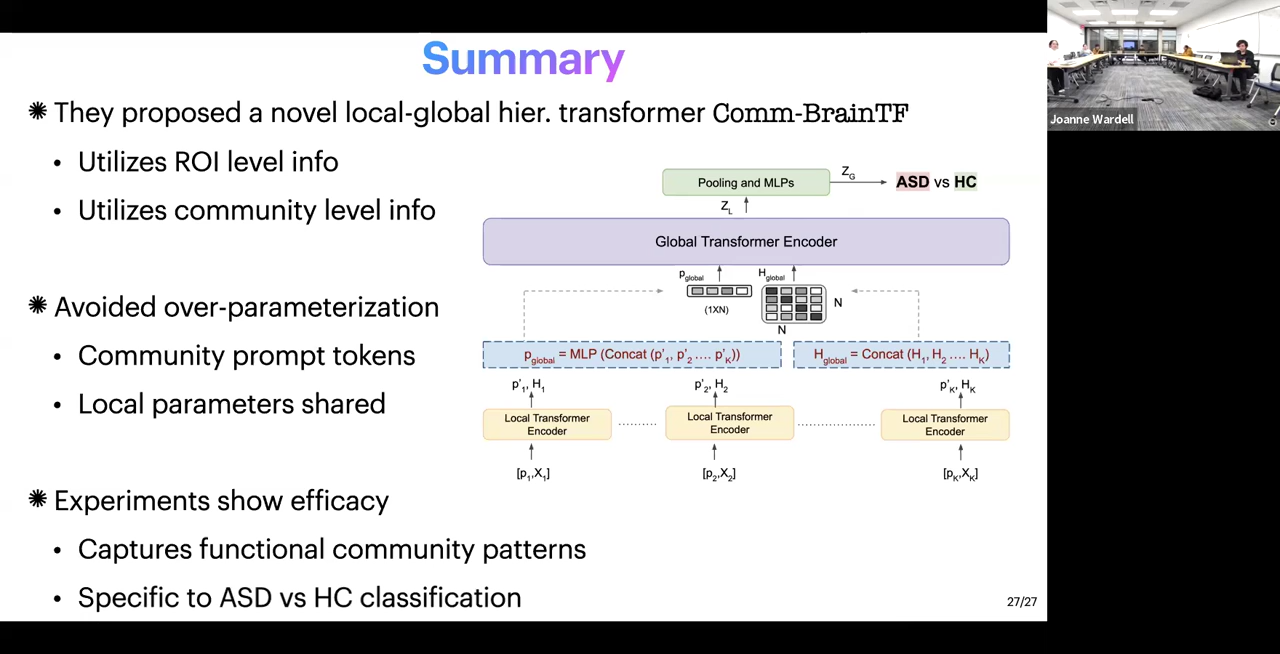 Summary
They proposed a novel local-global hier. transformer Comm-BrainTF
• Utilizes ROI level info
• Utilizes community level info
Avoided over-parameterization
• Community prompt tokens
• Local parameters shared
Experiments show efficacy
• Captures functional community patterns
• Specific to ASD vs HC classification
Pooling and MLPs
Z_G
ASD vs HC
Z_L
Global Transformer Encoder
p_global
H_global
(1XN)
N
N
p_global = MLP (Concat (p'_1, p'_2 .... p'_K))
H_global = Concat (H_1, H_2 .... H_K)
p'_1, H_1
p'_2, H_2
p'_K, H_K
Local Transformer
Encoder
Local Transformer
Encoder
Local Transformer
Encoder
[p_1,X_1]
[p_2,X_2]
[p_K,X_K]
27/27
Joanne Wardell